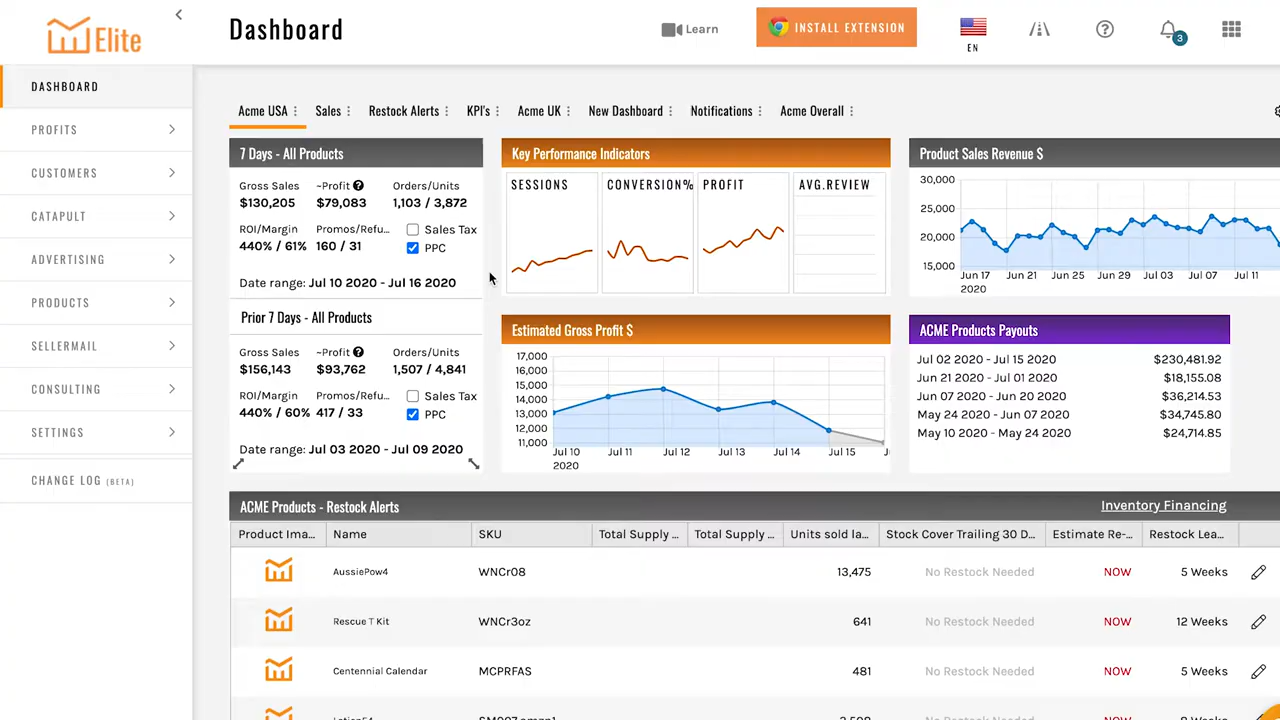 Elite
Dashboard
Learn
INSTALL EXTENSION
EN
3
DASHBOARD
PROFITS
CUSTOMERS
CATAPULT
ADVERTISING
PRODUCTS
SELLERMAIL
CONSULTING
SETTINGS
CHANGE LOG (BETA)
Acme USA
Sales
Restock Alerts
KPI's
Acme UK
New Dashboard
Notifications
Acme Overall
7 Days - All Products
Gross Sales ~Profit Orders/Units
$130,205 $79,083 1,103 / 3,872
ROI/Margin Promos/Refu... Sales Tax
440% / 61% 160 / 31 PPC
Date range: Jul 10 2020 - Jul 16 2020
Prior 7 Days - All Products
Gross Sales ~Profit Orders/Units
$156,143 $93,762 1,507 / 4,841
ROI/Margin Promos/Refu... Sales Tax
440% / 60% 417 / 33 PPC
Date range: Jul 03 2020 - Jul 09 2020
Key Performance Indicators
SESSIONS CONVERSION% PROFIT AVG.REVIEW
Estimated Gross Profit $
17,000
16,000
15,000
14,000
13,000
12,000
11,000
Jul 10 Jul 11 Jul 12 Jul 13 Jul 14 Jul 15
2020
Product Sales Revenue $
30,000
25,000
20,000
15,000
Jun 17 Jun 21 Jun 25 Jun 29 Jul 03 Jul 07 Jul 11
2020
ACME Products Payouts
Jul 02 2020 - Jul 15 2020 $230,481.92
Jun 21 2020 - Jul 01 2020 $18,155.08
Jun 07 2020 - Jun 20 2020 $36,214.53
May 24 2020 - Jun 07 2020 $34,745.80
May 10 2020 - May 24 2020 $24,714.85
ACME Products - Restock Alerts Inventory Financing
Product Ima... Name SKU Total Supply ... Total Supply ... Units sold la... Stock Cover Trailing 30 D... Estimate Re-... Restock Lea...
AussiePow4 WNCr08 13,475 No Restock Needed NOW 5 Weeks
Rescue T Kit WNCr3oz 641 No Restock Needed NOW 12 Weeks
Centennial Calendar MCPRFAS 481 No Restock Needed NOW 5 Weeks